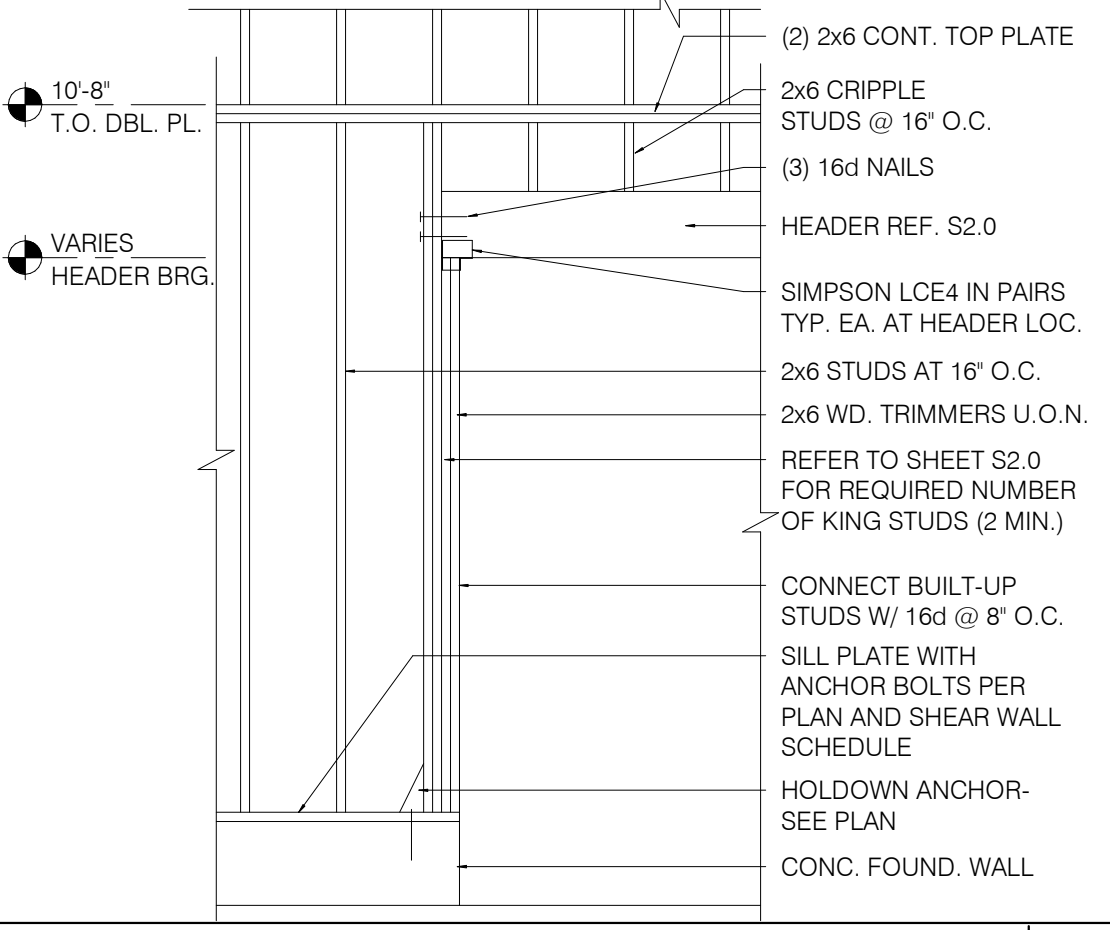 (2) 2x6 CONT. TOP PLATE
10'-8"
T.O. DBL. PL.
2x6 CRIPPLE
STUDS @ 16" O.C.
(3) 16d NAILS
HEADER REF. S2.0
VARIES
HEADER BRG.
SIMPSON LCE4 IN PAIRS
TYP. EA. AT HEADER LOC.
2x6 STUDS AT 16" O.C.
2x6 WD. TRIMMERS U.O.N.
REFER TO SHEET S2.0
FOR REQUIRED NUMBER
OF KING STUDS (2 MIN.)
CONNECT BUILT-UP
STUDS W/ 16d @ 8" O.C.
SILL PLATE WITH
ANCHOR BOLTS PER
PLAN AND SHEAR WALL
SCHEDULE
HOLDOWN ANCHOR-
SEE PLAN
CONC. FOUND. WALL